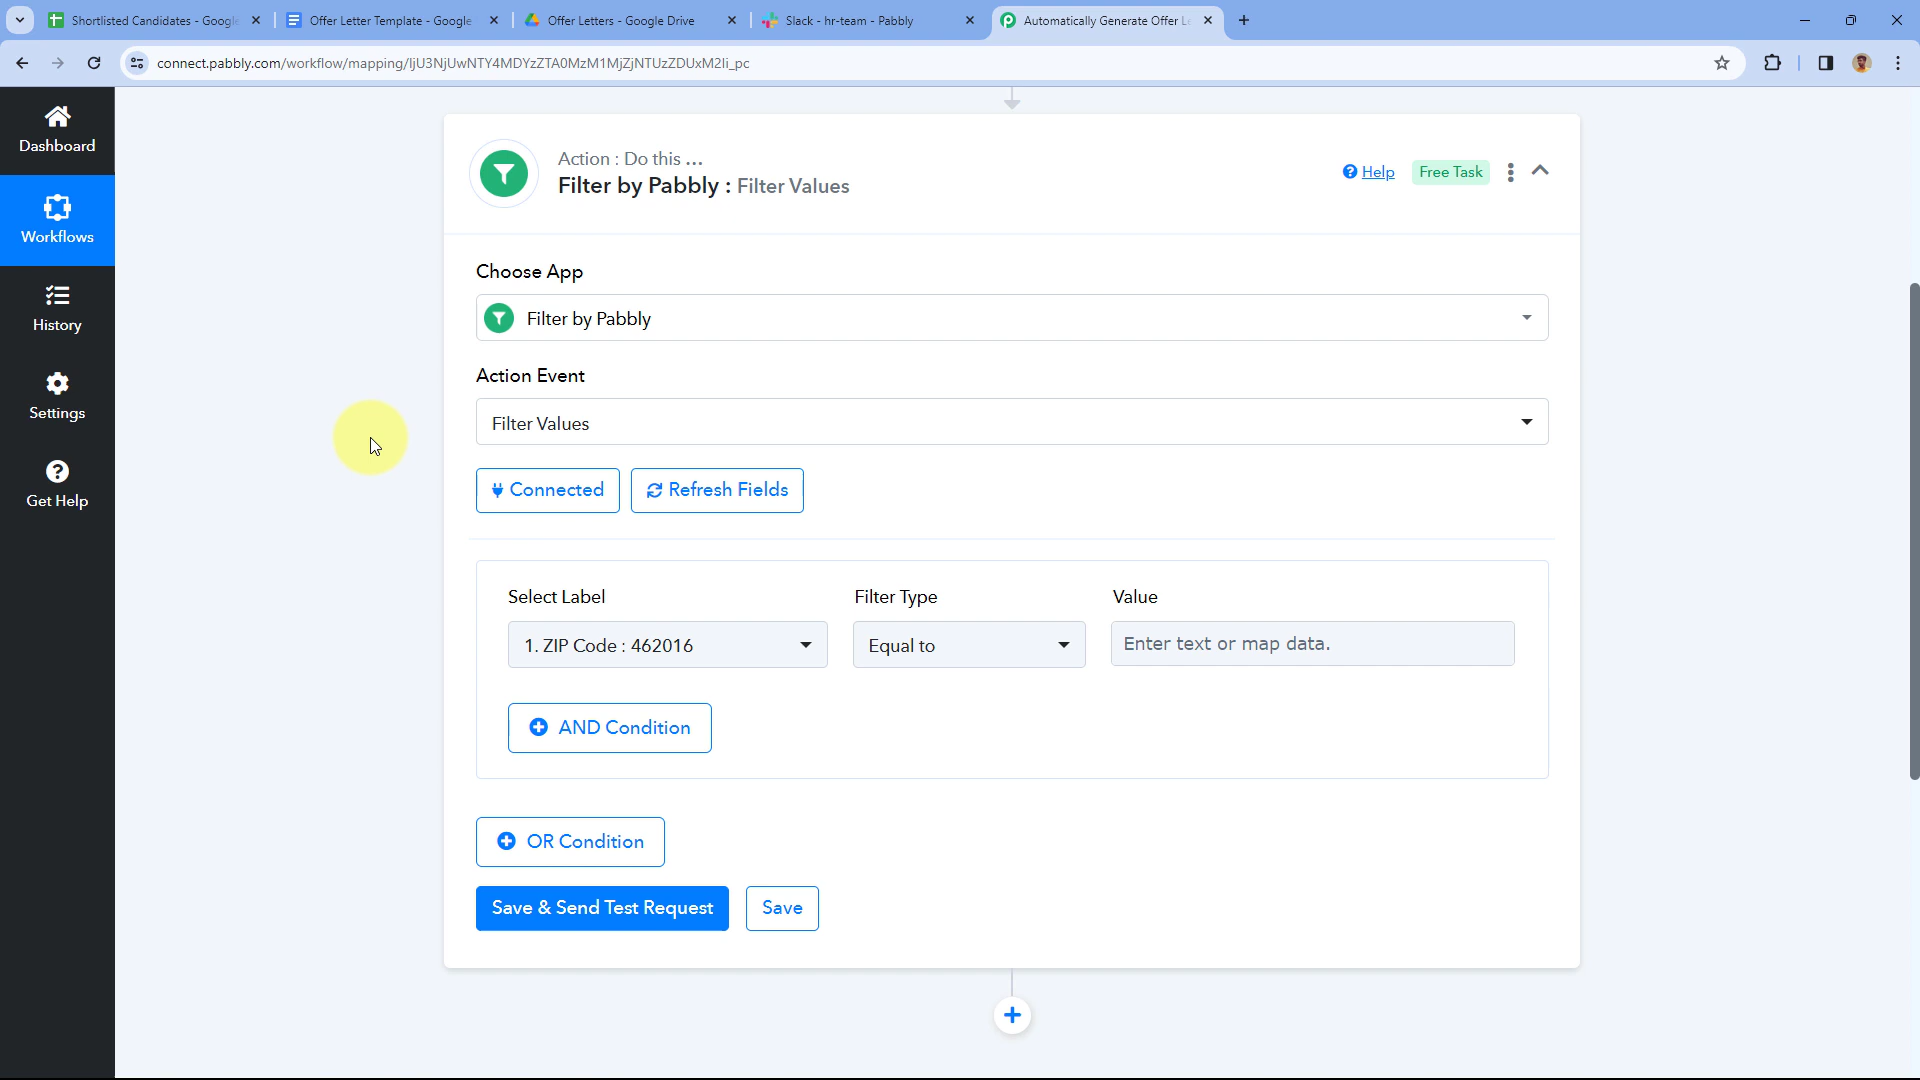 Shortlisted Candidates - Google
Offer Letter Template - Google
Offer Letters - Google Drive
Slack - hr-team - Pabbly
Automatically Generate Offer Le
connect.pabbly.com/workflow/mapping/IjU3NjUwNTY4MDYzZTA0MzM1MjZjNTUzZDUxM2Ii_pc
Dashboard
Workflows
History
Settings
Get Help
Action : Do this ...
Filter by Pabbly : Filter Values
Help
Free Task
Choose App
Filter by Pabbly
Action Event
Filter Values
Connected
Refresh Fields
Select Label
Filter Type
Value
1. ZIP Code : 462016
Equal to
Enter text or map data.
AND Condition
OR Condition
Save & Send Test Request
Save